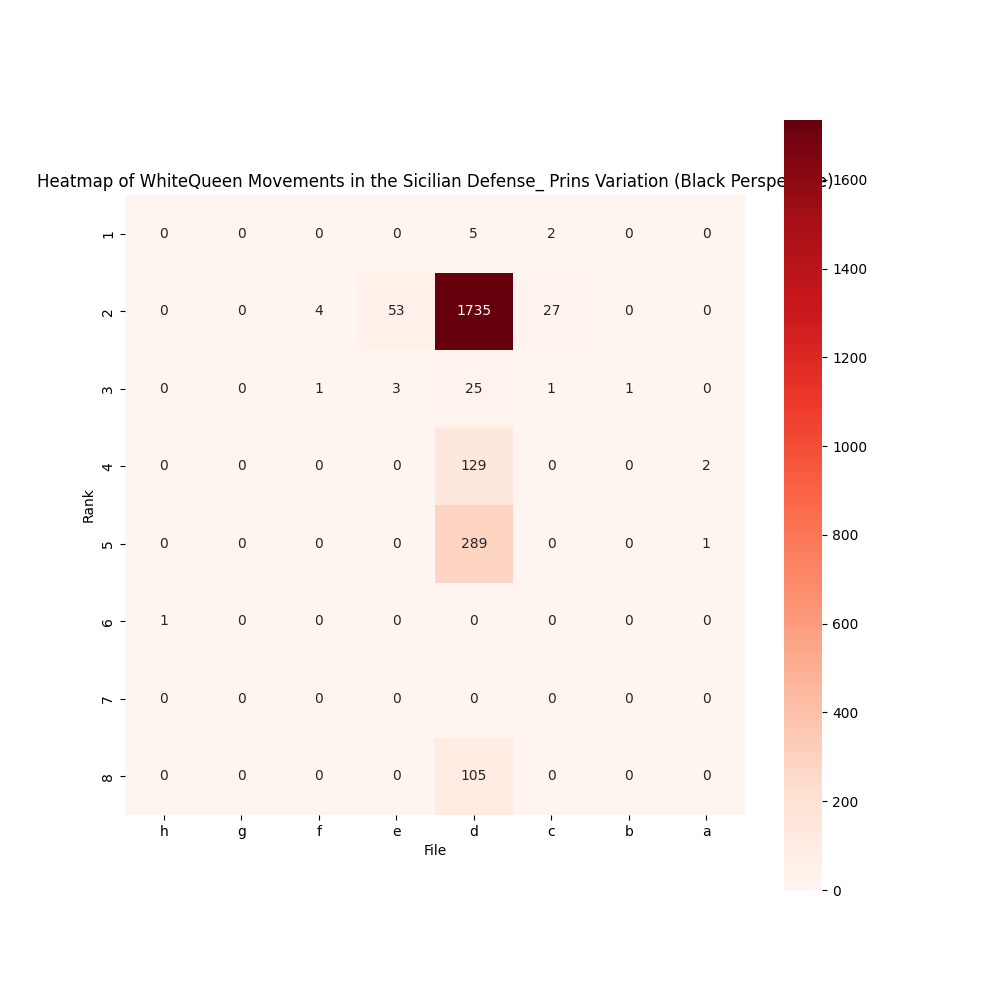 Heatmap of WhiteQueen Movements in the Sicilian Defense_ Prins Variation (Black Perspe e)
1 0 0 0 0 5 2 0 0
2 0 0 4 53 1735 27 0 0
3 0 0 1 3 25 1 1 0
4 0 0 0 0 129 0 0 2
5 0 0 0 0 289 0 0 1
6 1 0 0 0 0 0 0 0
7 0 0 0 0 0 0 0 0
8 0 0 0 0 105 0 0 0
h g f e d c b a
File
Rank
1600
1400
1200
1000
800
600
400
200
0